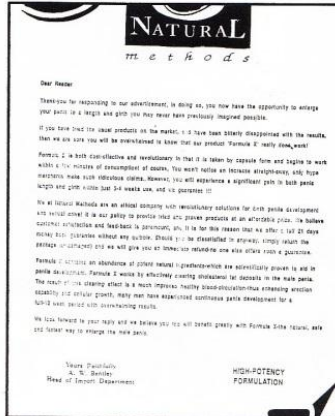 NATURAL
methods
Dear Reader
Thank-you for responding to our advertisement, in doing so, you now have the opportunity to enlarge
your penis to a length and girth you may never have previously imagined possible.
If you have tried the usual products on the market, and have been bitterly disappointed with the results,
then we are sure you will be overwhelmed to know that our product 'Formula X' really does work!
Formula is both cost-effective and revolutionary in that it is taken by capsule form and begins to work
within a few minutes of consumption! of course, You won't notice an increase straight-away, only hype
merchants make such ridiculous claims. However, you will experience a significant gain in both penis
length and girth within just 3-4 weeks use, and we guarantee it!
We at Natural Methods are an ethical company with revolutionary solutions for both penile development
and sexual It is our policy to provide tried and proven products at an affordable price. We believe
customer satisfaction and feed-back is paramount, It is for this reason that we offer a full 21 days
money back guarantee without any quibble. Should you be dissatisfied in anyway, simply return the
package and we will give you an immediate refund-no one else offers such a guarantee.
Formula contains an abundance of potent natural ingredients-which are scientifically proven to aid in
penile development. Formula works by effectively clearing cholesterol fat deposits in the male penis.
The result of this clearing effect is a much improved healthy blood-circulation-thus enhancing erection
capability and cellular growth, many men have experienced continuous penis development for a
period with overwhelming results.
We look forward to your reply and we believe you too will benefit greatly with Formula the natural, safe
and fastest way to enlarge the male penis.
Yours Faithfully
A. W. Bentley
Head of Import Department
HIGH-POTENCY
FORMULATION